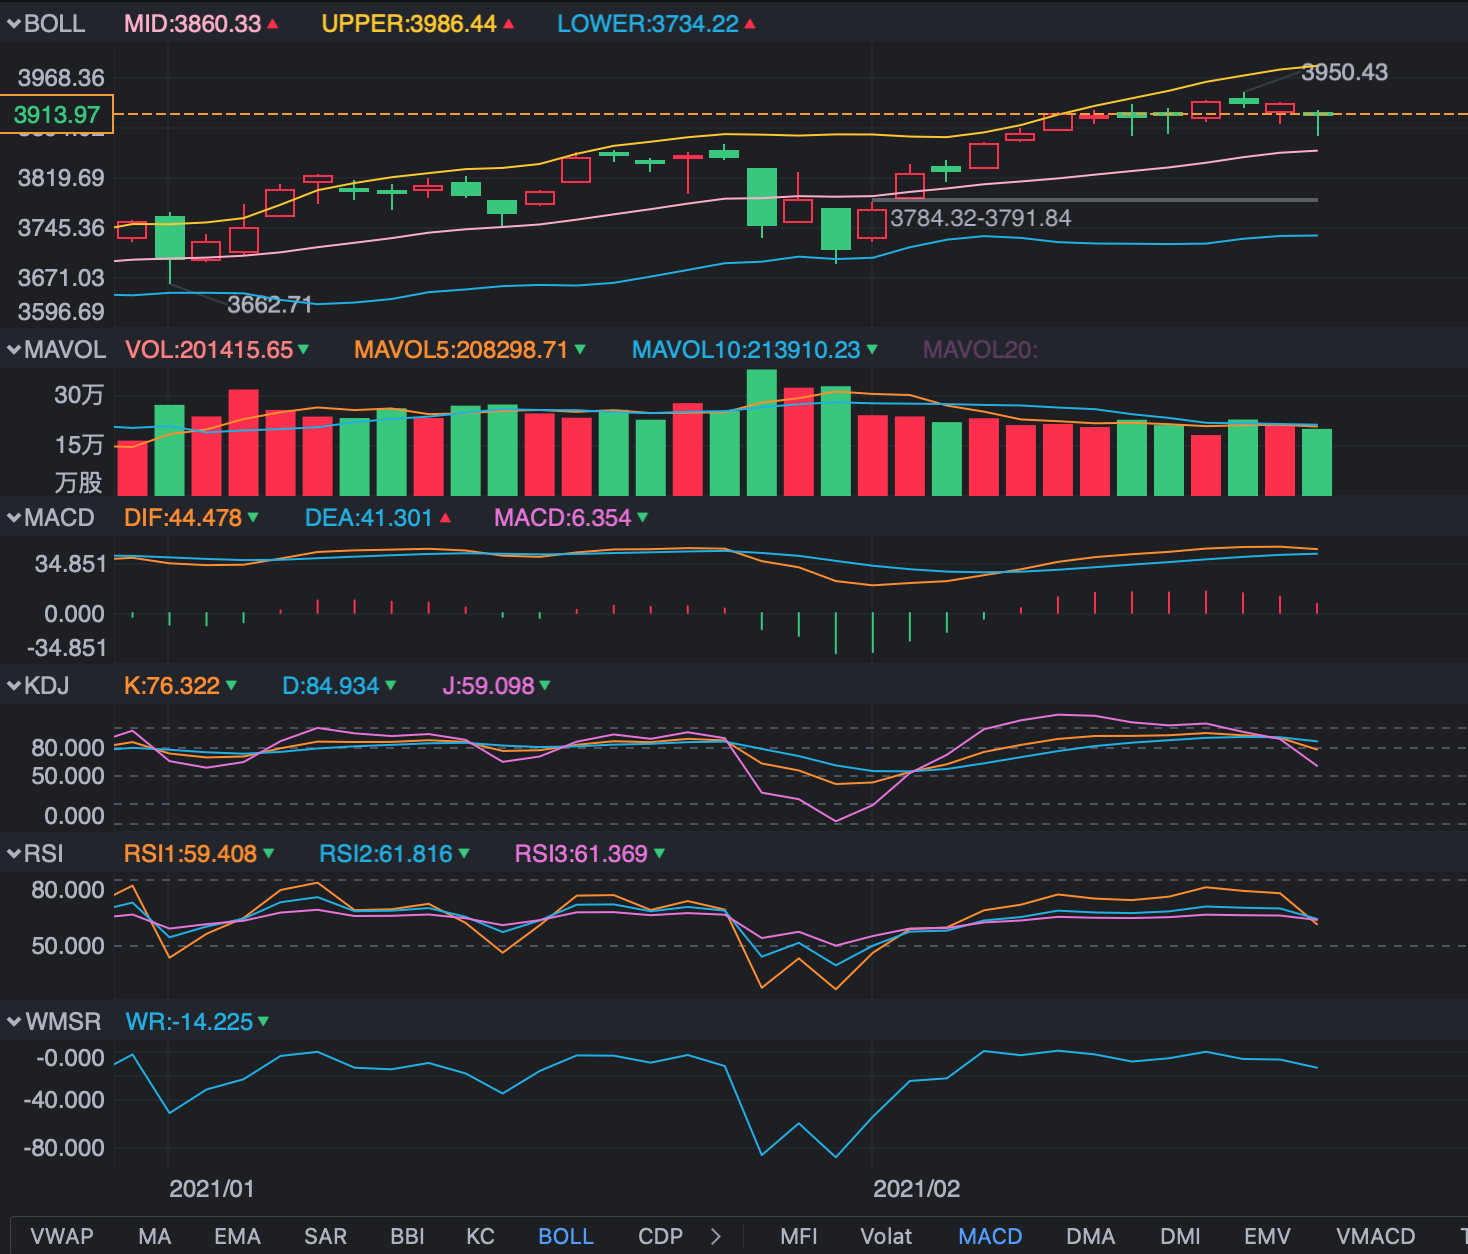 BOLL MID:3860.33 UPPER:3986.44 LOWER:3734.22
3968.36
3950.43
3913.97
3819.69
3784.32-3791.84
3745.36
3671.03
3662.71
3596.69
MAVOL VOL:201415.65 MAVOL5:208298.71 MAVOL10:213910.23 MAVOL20:
30万
15万
万股
MACD DIF:44.478 DEA:41.301 MACD:6.354
34.851
0.000
-34.851
KDJ K:76.322 D:84.934 J:59.098
80.000
50.000
0.000
RSI RSI1:59.408 RSI2:61.816 RSI3:61.369
80.000
50.000
WMSR WR:-14.225
-0.000
-40.000
-80.000
2021/01 2021/02
VWAP MA EMA SAR BBI KC BOLL CDP MFI Volat MACD DMA DMI EMV VMACD